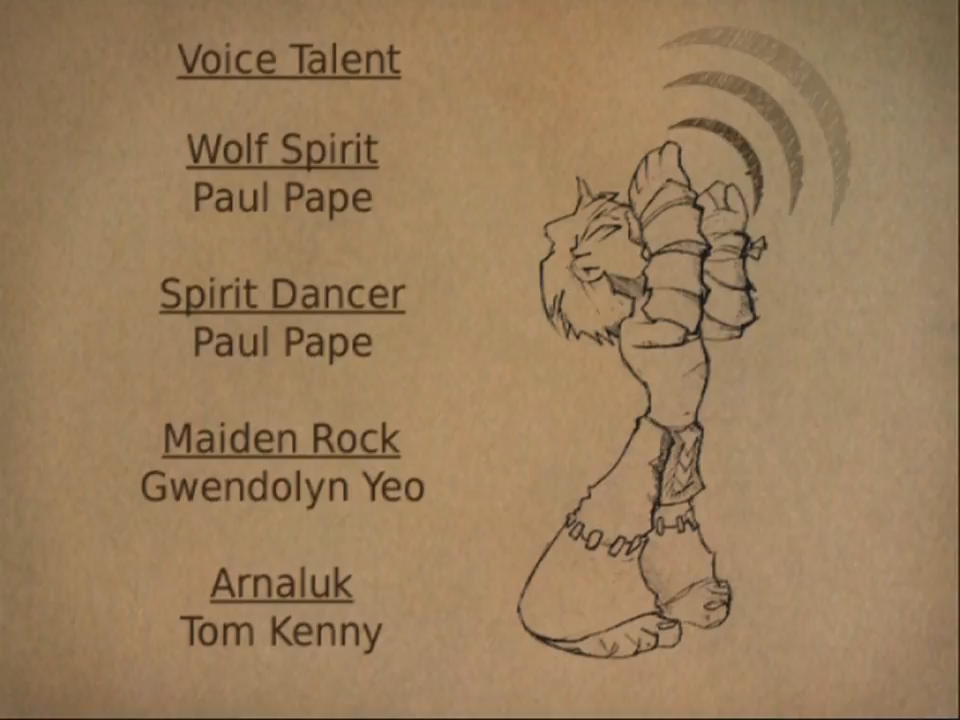 Voice Talent
Wolf Spirit
Paul Pape
Spirit Dancer
Paul Pape
Maiden Rock
Gwendolyn Yeo
Arnaluk
Tom Kenny